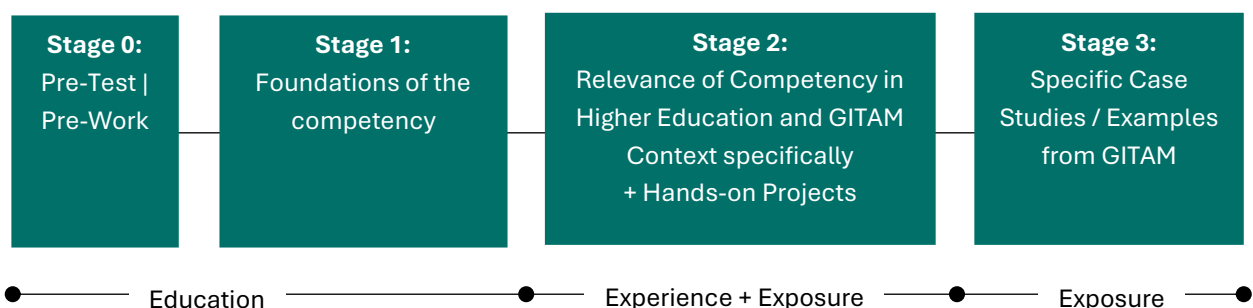 Stage 0:
Pre-Test |
Pre-Work
Stage 1:
Foundations of the
competency
Stage 2:
Relevance of Competency in
Higher Education and GITAM
Context specifically
+ Hands-on Projects
Stage 3:
Specific Case
Studies / Examples
from GITAM
Education
Experience + Exposure
Exposure